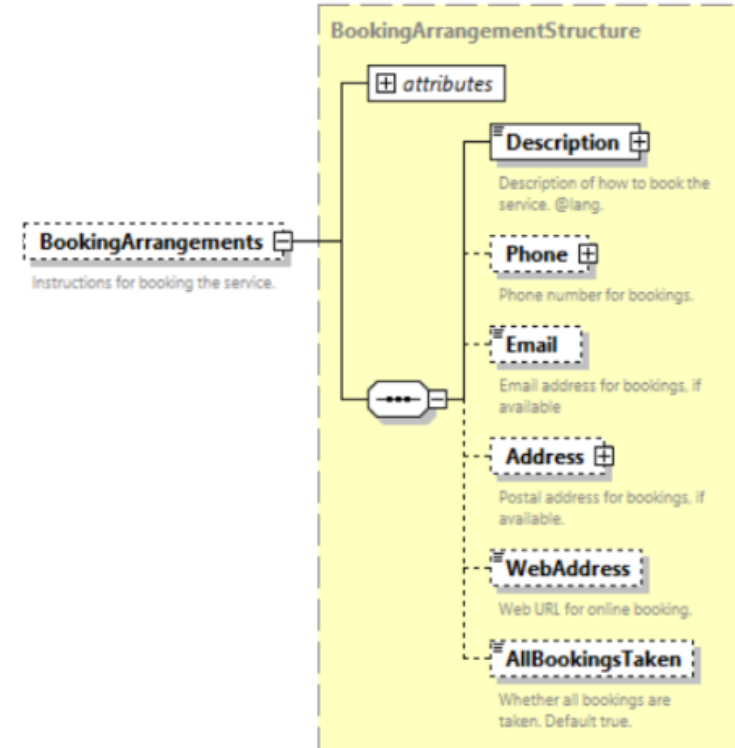 BookingArrangementStructure
attributes
Description
Description of how to book the
service. @lang.
BookingArrangements
Instructions for booking the service.
Phone
Phone number for bookings.
Email
Email address for bookings, if
available
Address
Postal address for bookings, if
available.
WebAddress
Web URL for online booking.
AllBookingsTaken
Whether all bookings are
taken. Default true.